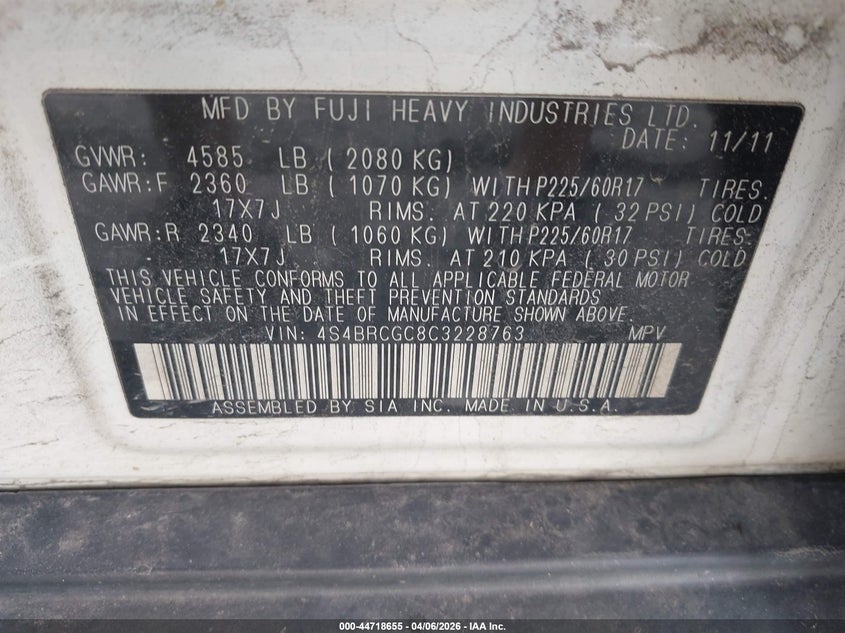 MFD BY FUJI HEAVY INDUSTRIES LTD.
DATE: 11/11
GVWR: 4585 LB ( 2080 KG)
GAWR:F 2360 LB ( 1070 KG) WITH P225/60R17 TIRES.
17X7J RIMS. AT 220 KPA ( 32 PSI) COLD
GAWR:R 2340 LB ( 1060 KG) WITH P225/60R17 TIRES.
17X7J RIMS. AT 210 KPA ( 30 PSI) COLD
THIS VEHICLE CONFORMS TO ALL APPLICABLE FEDERAL MOTOR
VEHICLE SAFETY AND THEFT PREVENTION STANDARDS
IN EFFECT ON THE DATE OF MANUFACTURE SHOWN ABOVE.
VIN: 4S4BRCGC8C3228763 MPV
ASSEMBLED BY SIA INC. MADE IN U.S.A.
000-44718655 - 04/06/2026 - IAA Inc.